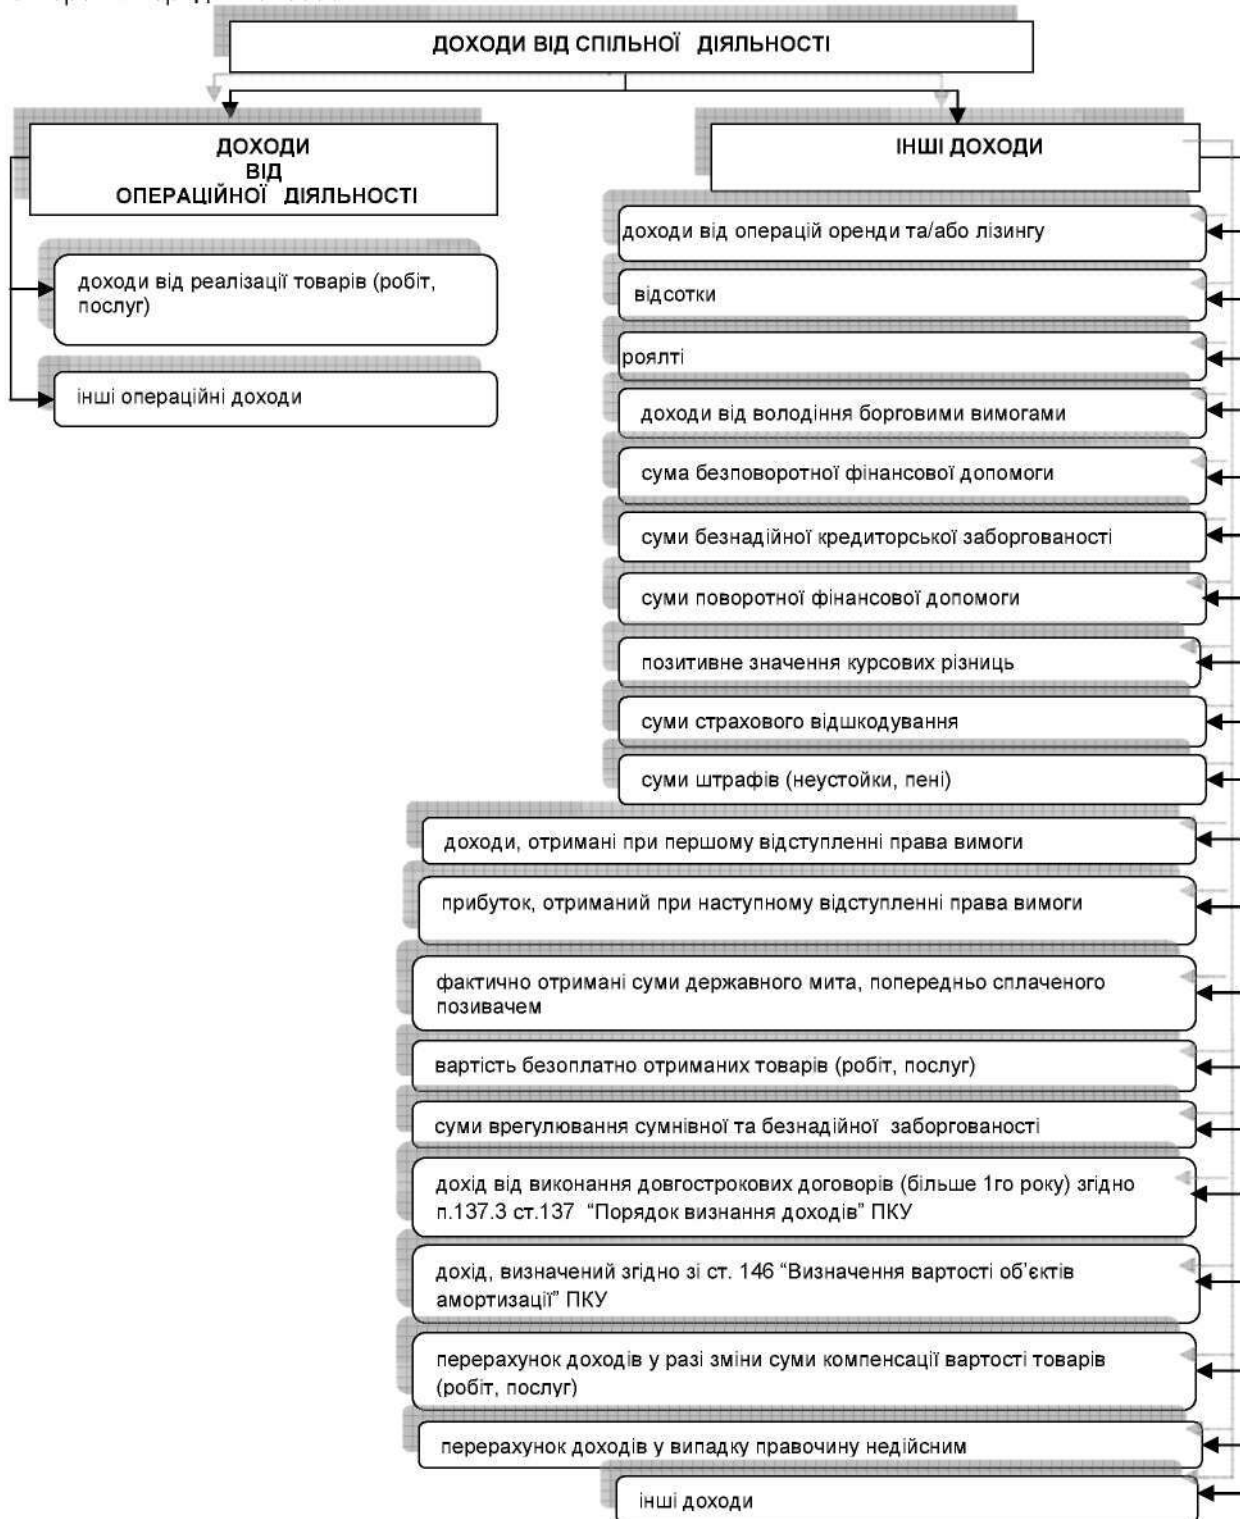 ДОХОДИ ВІД СПІЛЬНОЇ ДІЯЛЬНОСТІ
ДОХОДИ
ВІД
ОПЕРАЦІЙНОЇ ДІЯЛЬНОСТІ
доходи від реалізації товарів (робіт,
послуг)
інші операційні доходи
ІНШІ ДОХОДИ
доходи від операцій оренди та/або лізингу
відсотки
роялті
доходи від володіння борговими вимогами
сума безповоротної фінансової допомоги
суми безнадійної кредиторської заборгованості
суми поворотної фінансової допомоги
позитивне значення курсових різниць
суми страхового відшкодування
суми штрафів (неустойки, пені)
доходи, отримані при першому відступленні права вимоги
прибуток, отриманий при наступному відступленні права вимоги
фактично отримані суми державного мита, попередньо сплаченого
позивачем
вартість безоплатно отриманих товарів (робіт, послуг)
суми врегулювання сумнівної та безнадійної заборгованості
дохід від виконання довгострокових договорів (більше 1го року) згідно
п.137.3 ст.137 “Порядок визнання доходів” ПКУ
дохід, визначений згідно зі ст. 146 “Визначення вартості об’єктів
амортизації” ПКУ
перерахунок доходів у разі зміни суми компенсації вартості товарів
(робіт, послуг)
перерахунок доходів у випадку правочину недійсним
інші доходи